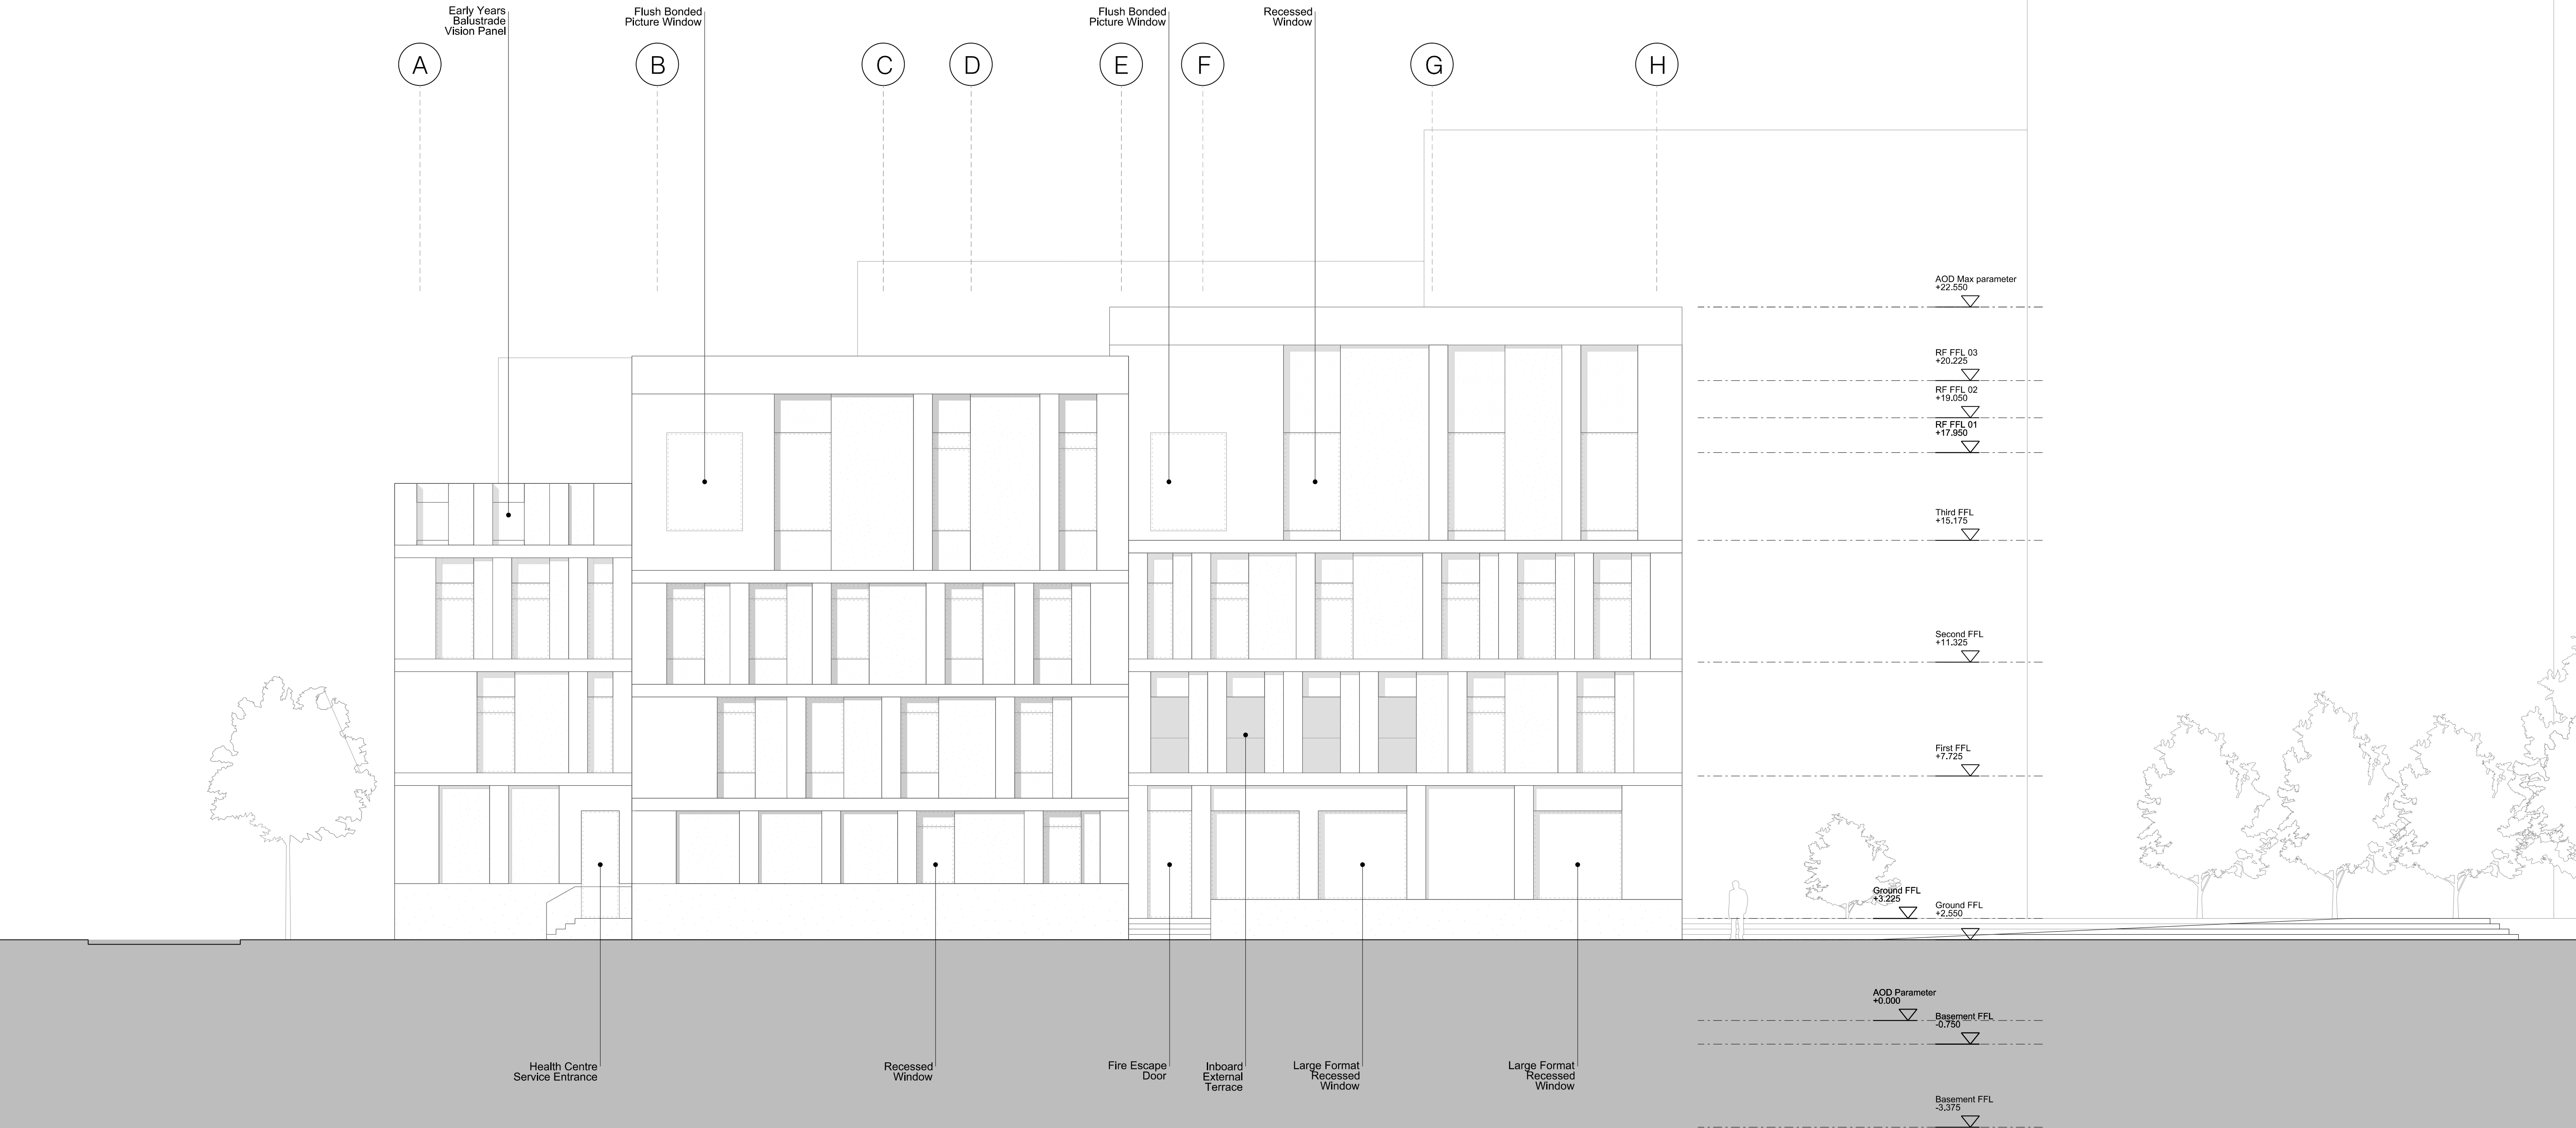 Early Years
Balustrade
Vision Panel
Flush Bonded
Picture Window
Flush Bonded
Picture Window
Recessed
Window
A
B
C
D
E
F
G
H
AOD Max parameter
+22.550
RF FFL 03
+20.225
RF FFL 02
+19.050
RF FFL 01
+17.950
Third FFL
+15.175
Second FFL
+11.325
First FFL
+7.725
Ground FFL
+3.225
Ground FFL
+2.550
AOD Parameter
+0.000
Basement FFL
-0.750
Basement FFL
-3.375
Health Centre
Service Entrance
Recessed
Window
Fire Escape
Door
Inboard
External
Terrace
Large Format
Recessed
Window
Large Format
Recessed
Window